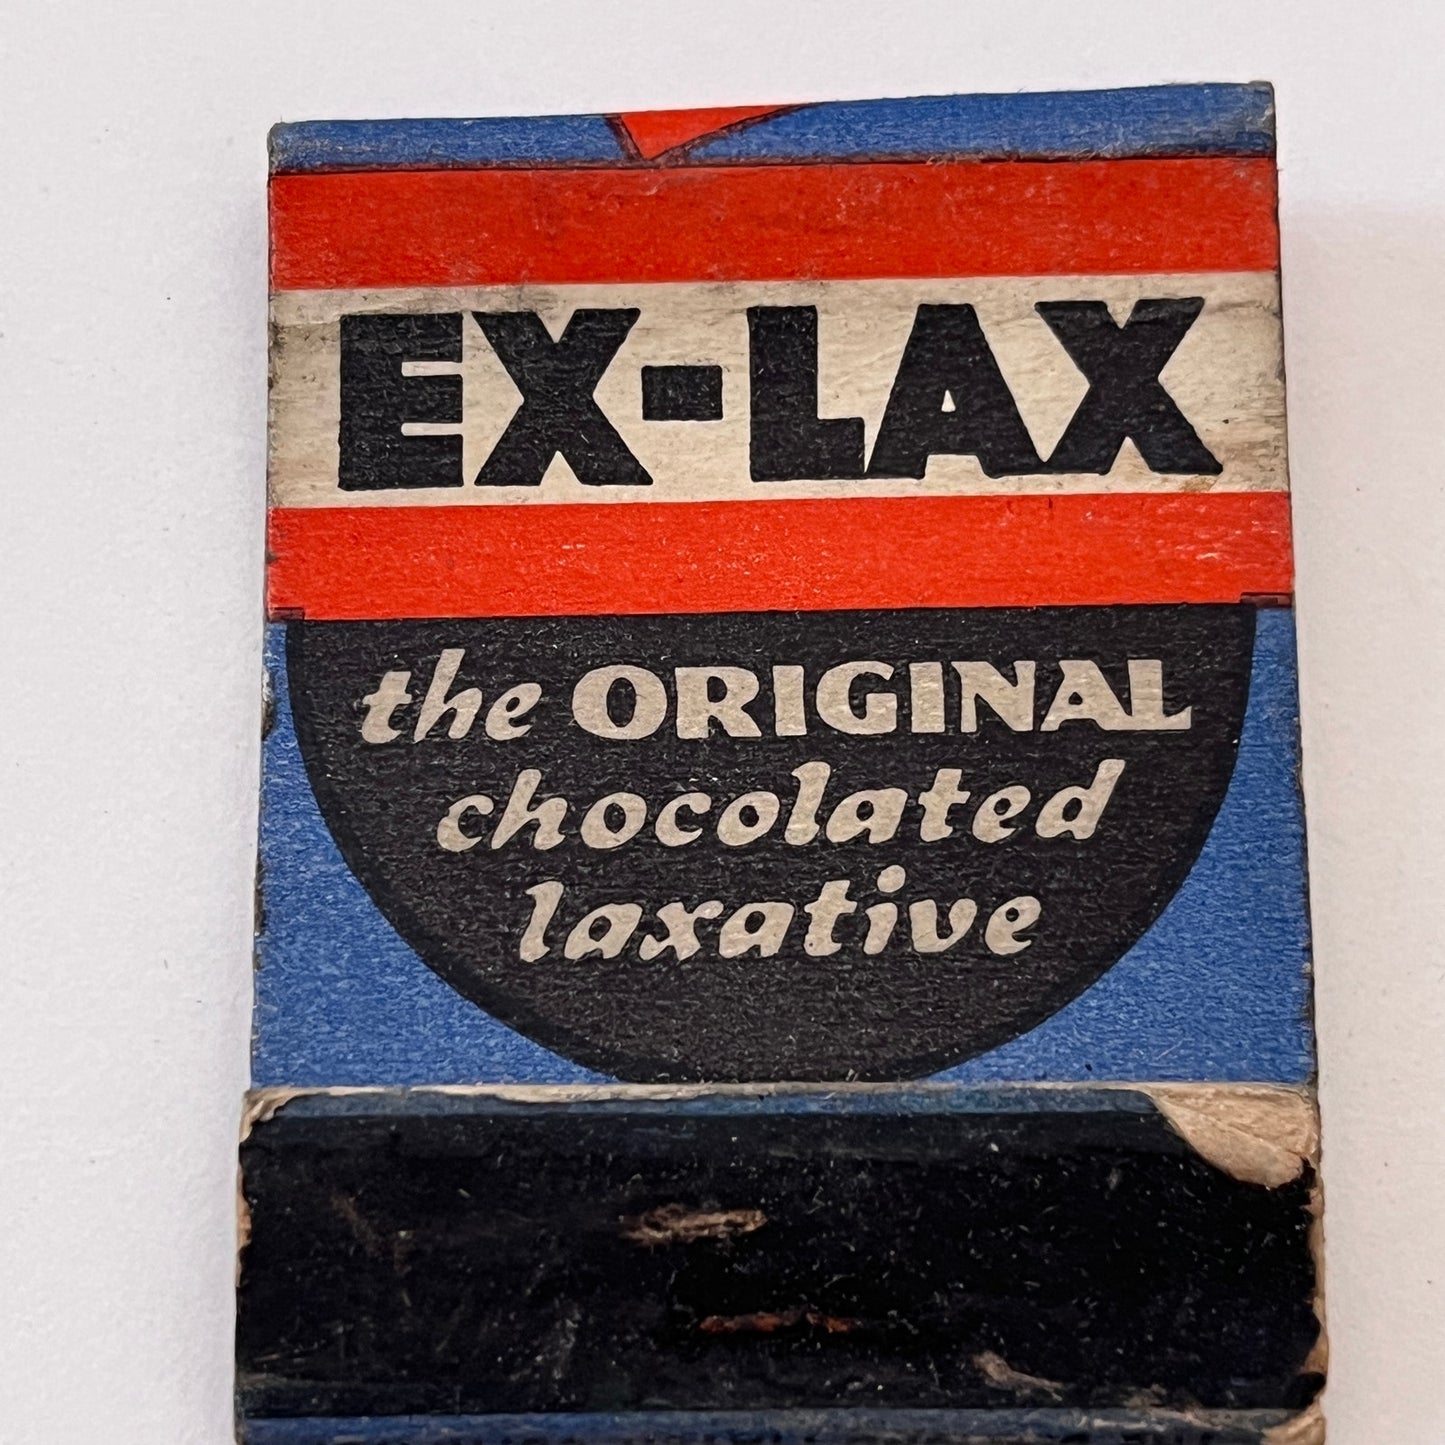 EX-LAX
the ORIGINAL
chocolated
laxative